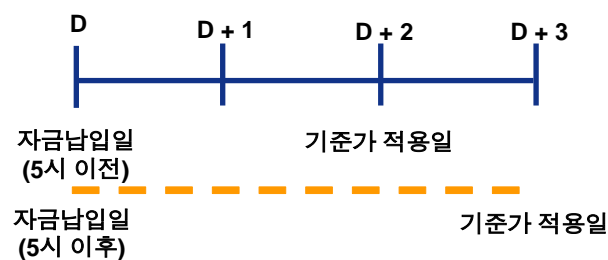 D
D + 1
D + 2
D + 3
자금납입일
(5시 이전)
기준가 적용일
자금납입일
(5시 이후)
기준가 적용일